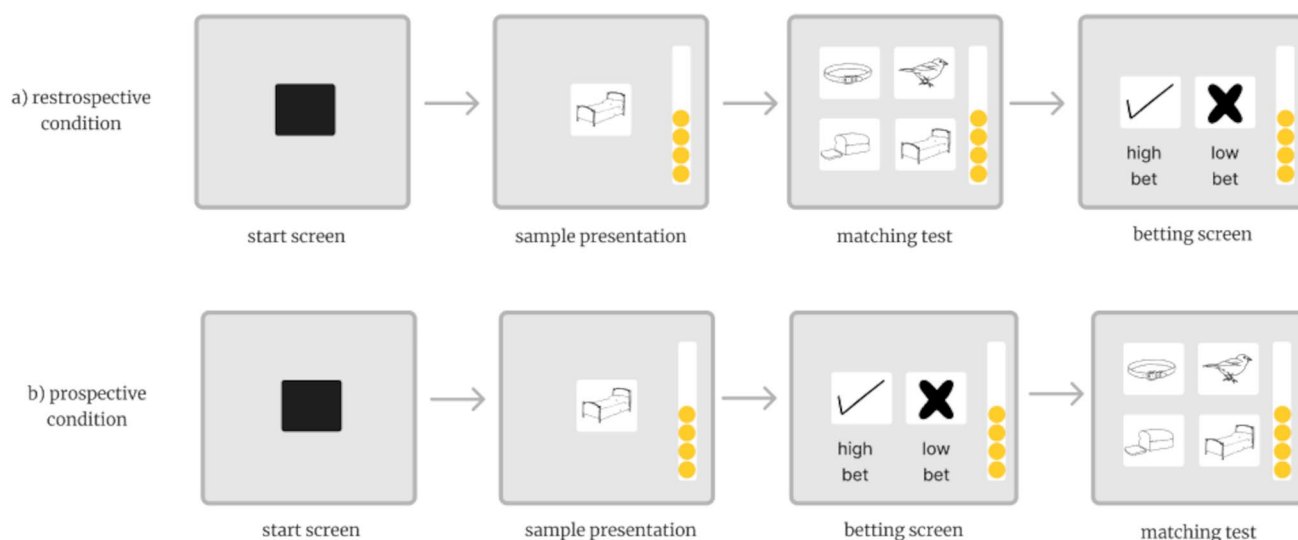 a) restrospective
condition
high low
bet bet
start screen
sample presentation
matching test
betting screen
b) prospective
condition
high low
bet bet
start screen
sample presentation
betting screen
matching test